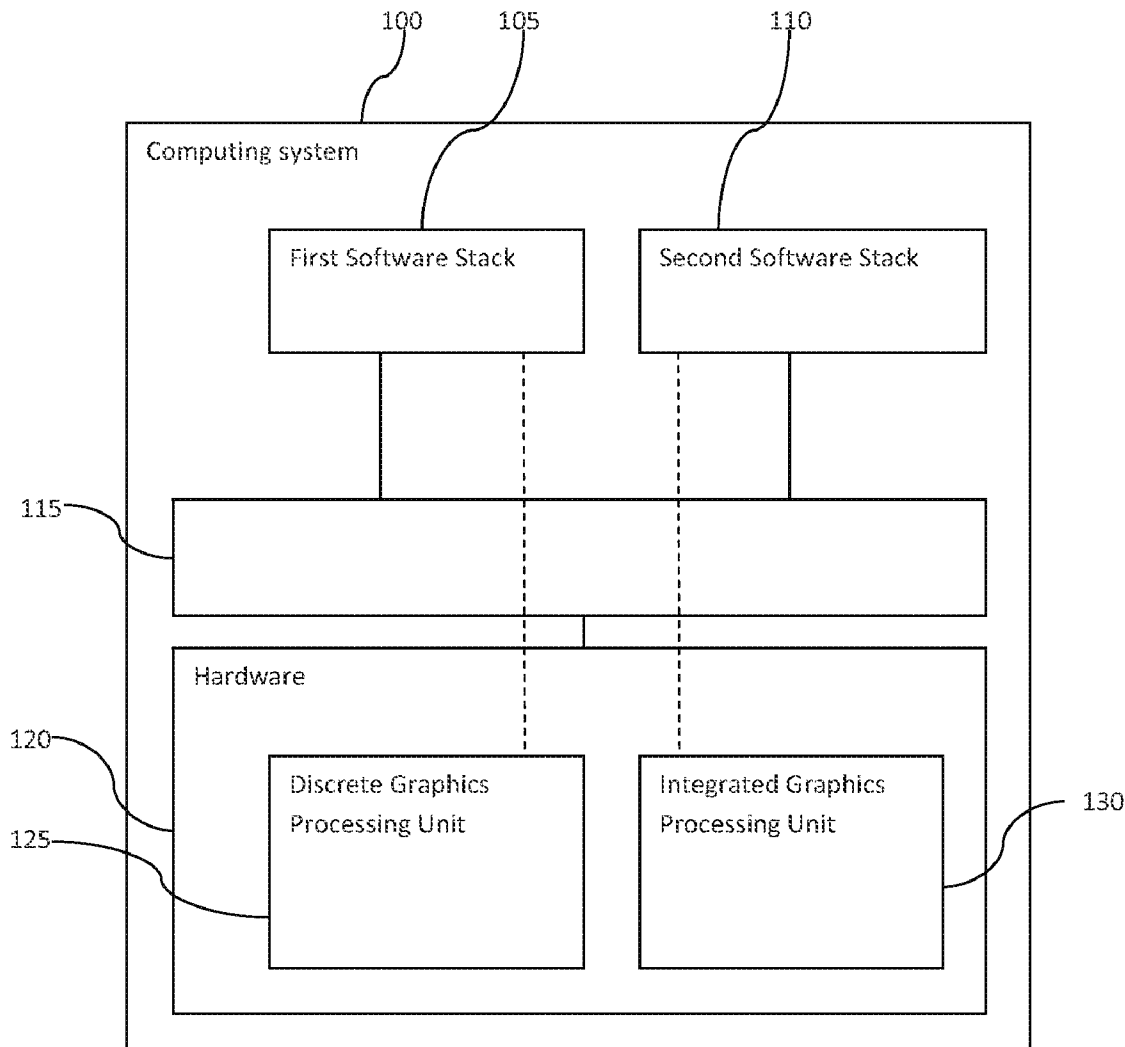 100
105
110
Computing system
First Software Stack
Second Software Stack
115
Hardware
120
Discrete Graphics
Processing Unit
Integrated Graphics
Processing Unit
130
125